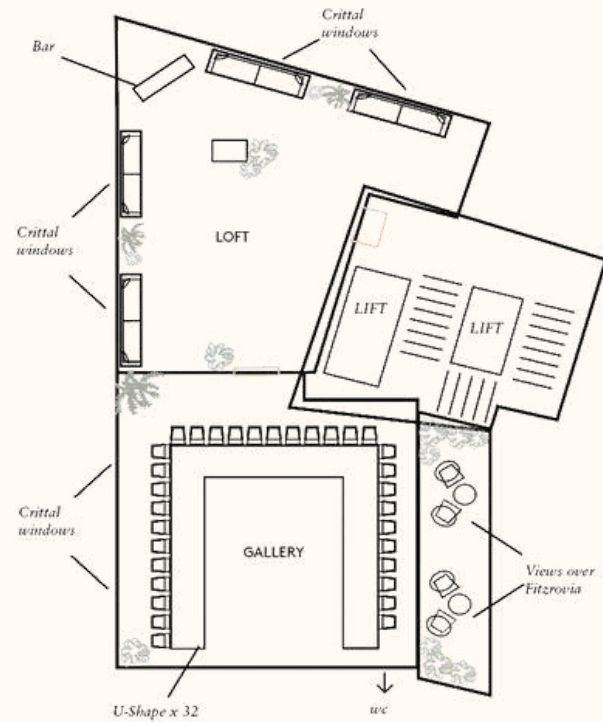 Crittal
windows
Bar
Crittal
windows
LOFT
LIFT
LIFT
Crittal
windows
GALLERY
Views over
Fitzrovia
U-Shape x 32
wc